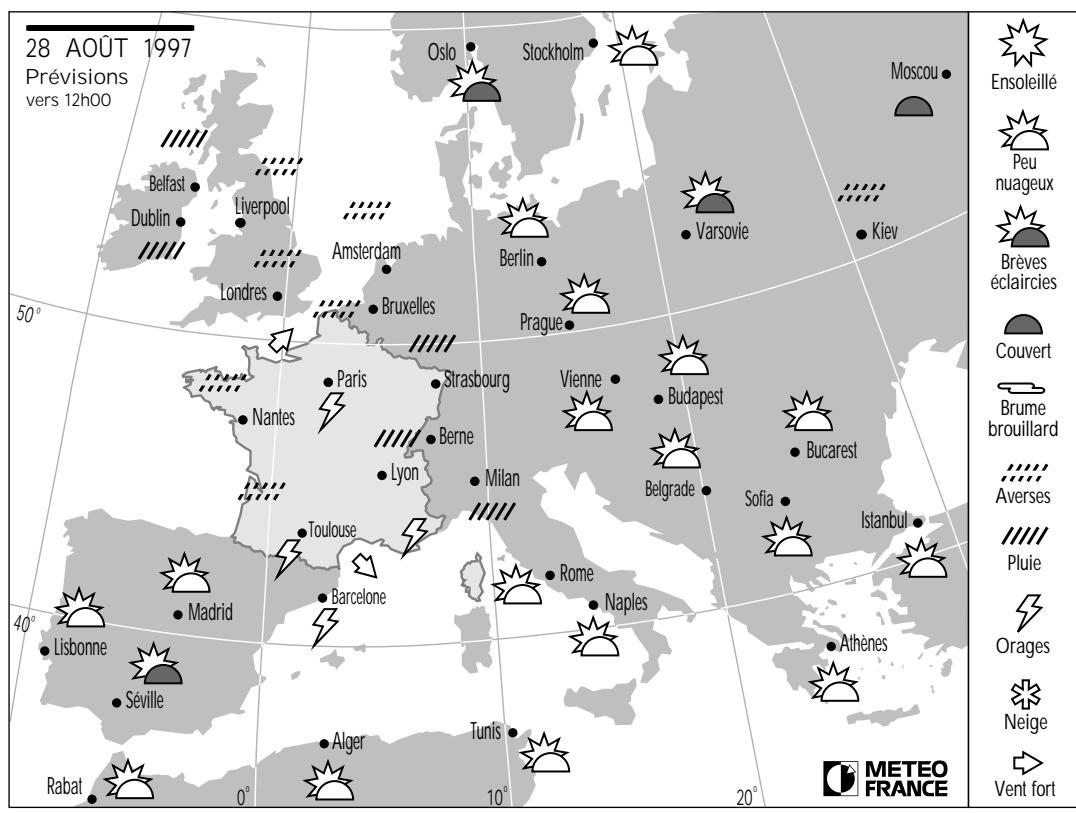 28 AOÛT 1997
Prévisions
vers 12h00
Oslo
Stockholm
Moscou
Belfast
Dublin
Liverpool
Amsterdam
Londres
Bruxelles
Berlin
Varsovie
Kiev
Prague
50°
Paris
Strasbourg
Vienne
Budapest
Nantes
Berne
Bucarest
Lyon
Milan
Belgrade
Sofia
Istanbul
Toulouse
Rome
Barcelone
Naples
Madrid
40°
Lisbonne
Athènes
Séville
Alger
Tunis
Rabat
0°
10°
20°
METEO
FRANCE
Ensoleillé
Peu
nuageux
Brèves
éclaircies
Couvert
Brume
brouillard
Averses
Pluie
Orages
Neige
Vent fort